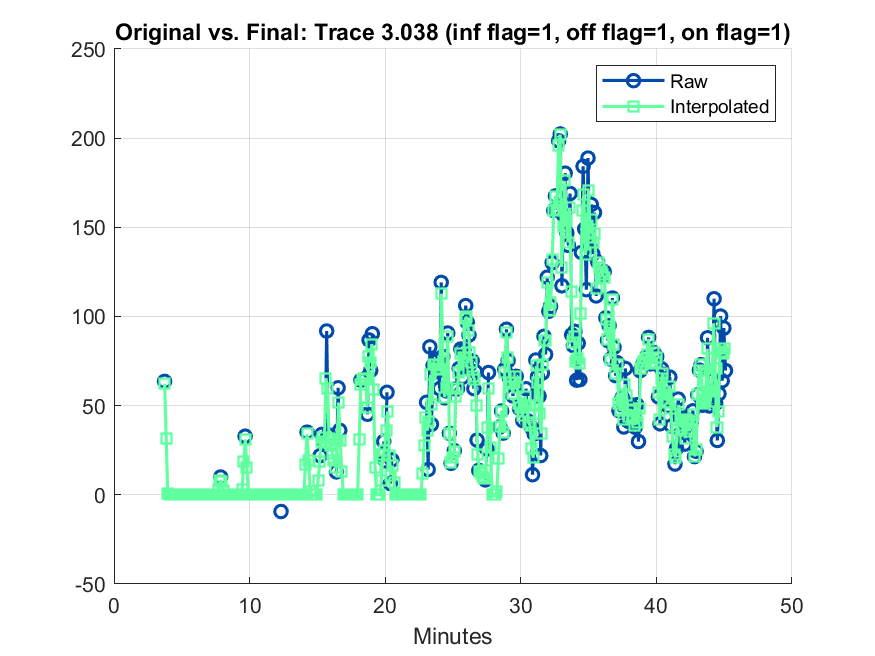 Original vs. Final: Trace 3.038 (inf flag=1, off flag=1, on flag=1)
250
200
150
100
50
0
-50
0 10 20 30 40 50
Minutes
Raw
Interpolated